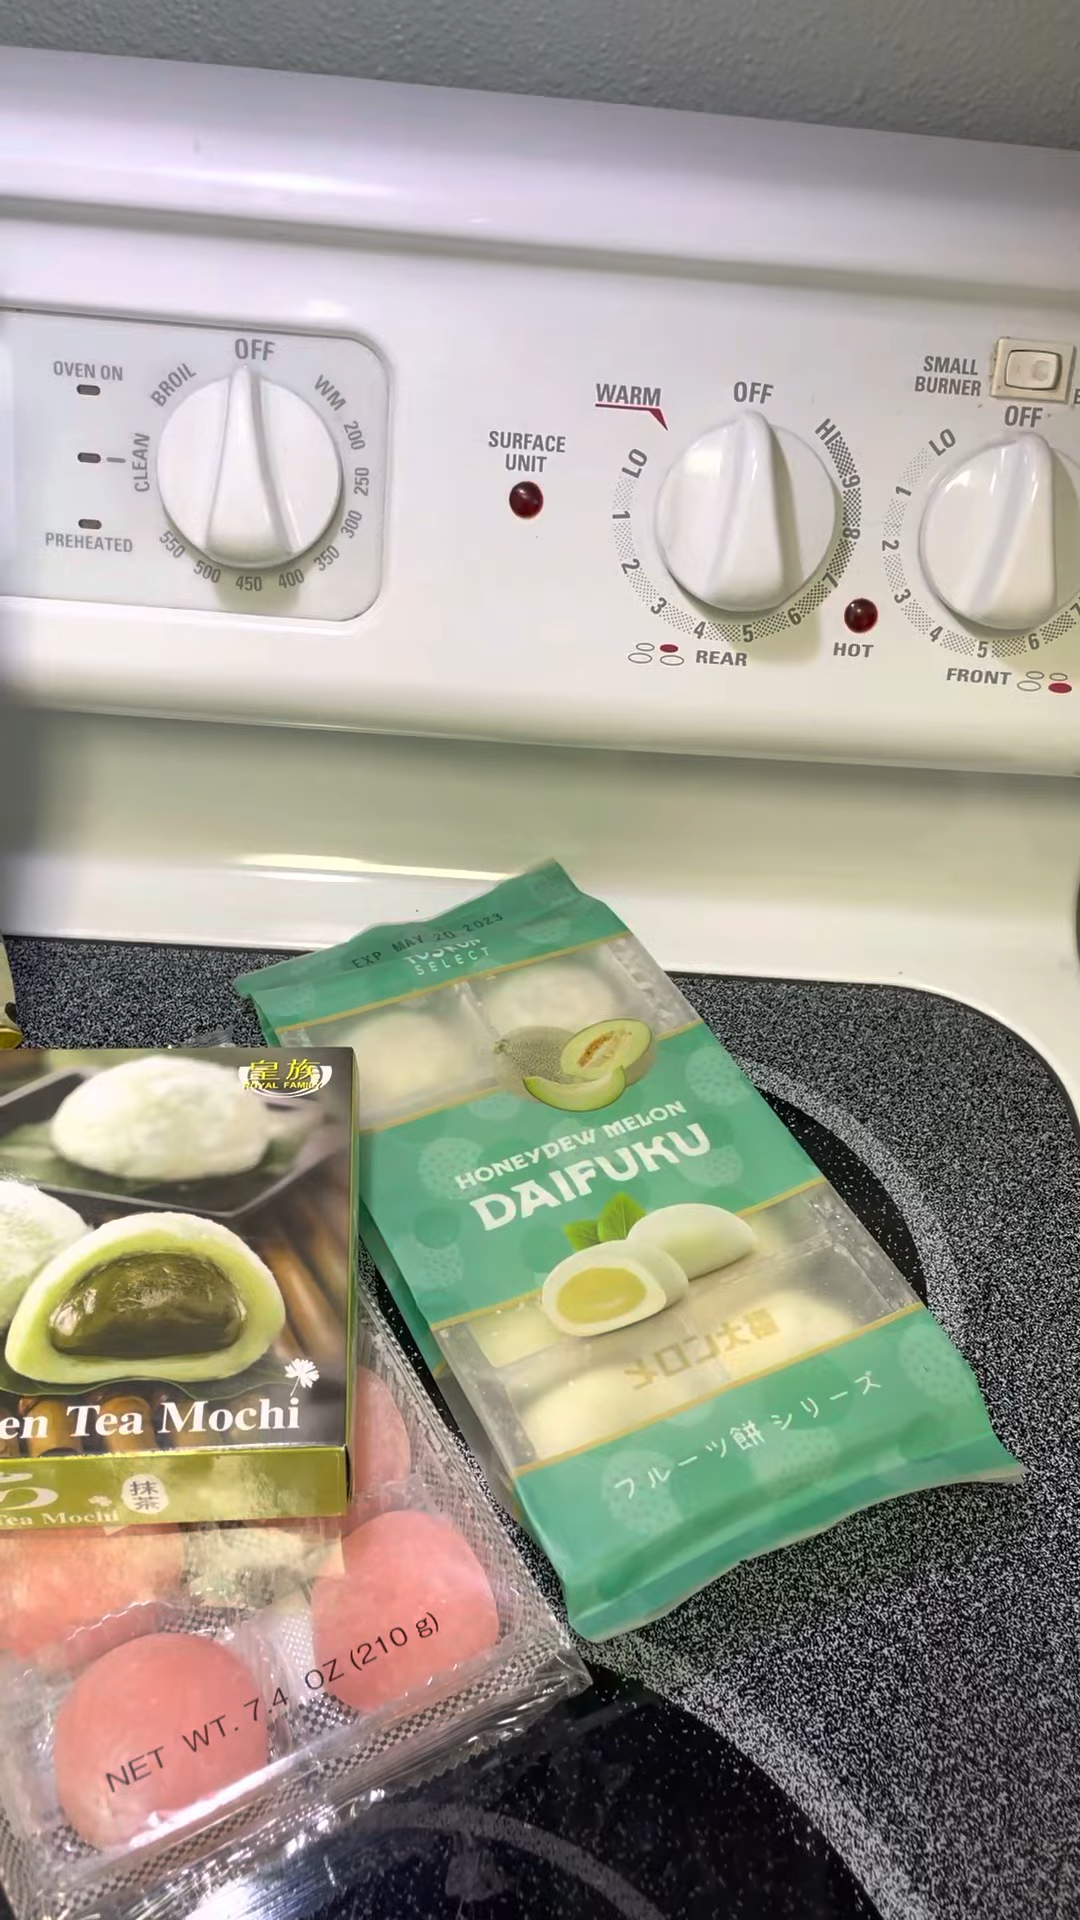 OFF
OVEN ON
BROIL
WM
CLEAN
200
250
300
350
400
450
500
550
PREHEATED
SURFACE
UNIT
WARM
OFF
LO
HI
1
2
3
4
5
6
7
8
9
REAR
HOT
SMALL
BURNER
OFF
LO
1
2
3
4
5
6
7
FRONT
EXP MAY 20 2023
SELECT
HONEYDEW MELON
DAIFUKU
メロン大福
フルーツ餅シリーズ
皇族
ROYAL FAMILY
en Tea Mochi
抹茶
Tea Mochi
NET WT. 7.4 OZ (210 g)